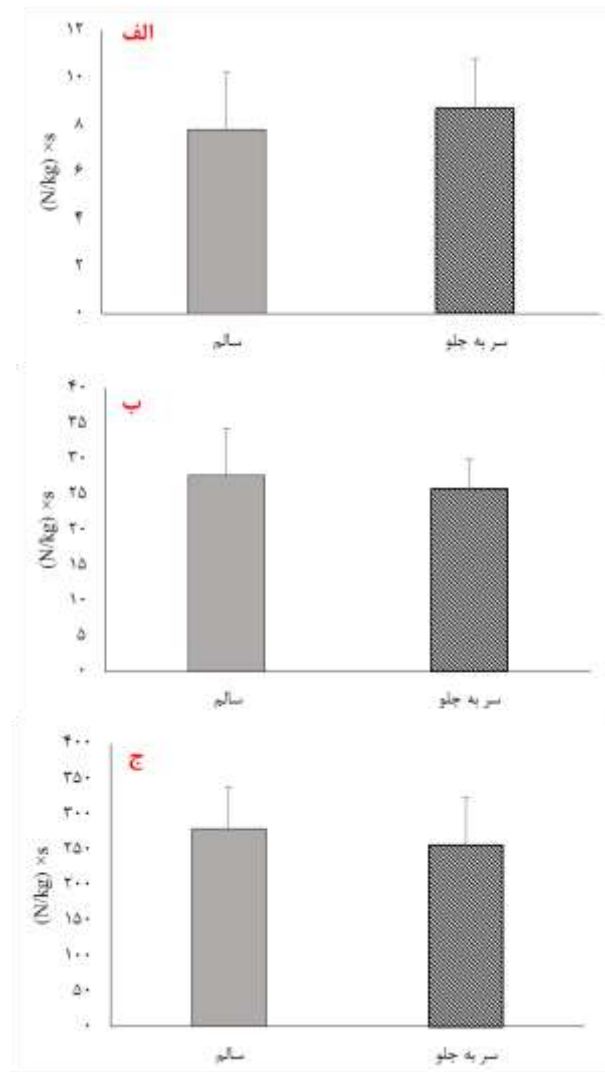 الف
۱۲
۱۰
۸
۶
۴
۲
۰
(N/kg) ×s
سالم
سر به جلو
ب
۴۰
۳۵
۳۰
۲۵
۲۰
۱۵
۱۰
۵
۰
(N/kg) ×s
سالم
سر به جلو
ج
۴۰۰
۳۵۰
۳۰۰
۲۵۰
۲۰۰
۱۵۰
۱۰۰
۵۰
۰
(N/kg) ×s
سالم
سر به جلو